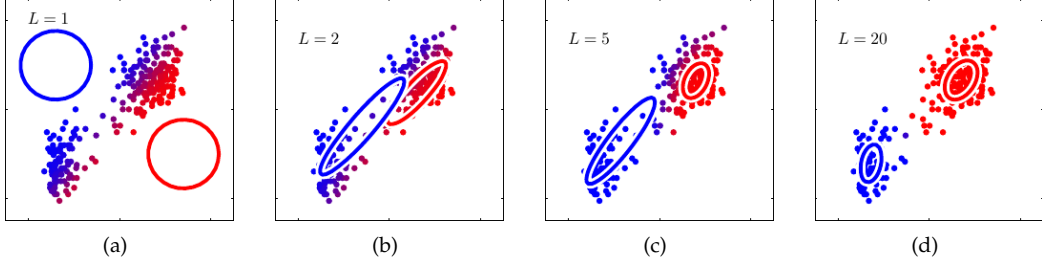 L = 1
L = 2
L = 5
L = 20
(a)
(b)
(c)
(d)